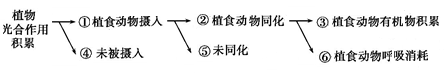 植物
光合作用
积累
①植食动物摄入
②植食动物同化
③植食动物有机物积累
④未被摄入
⑤未同化
⑥植食动物呼吸消耗